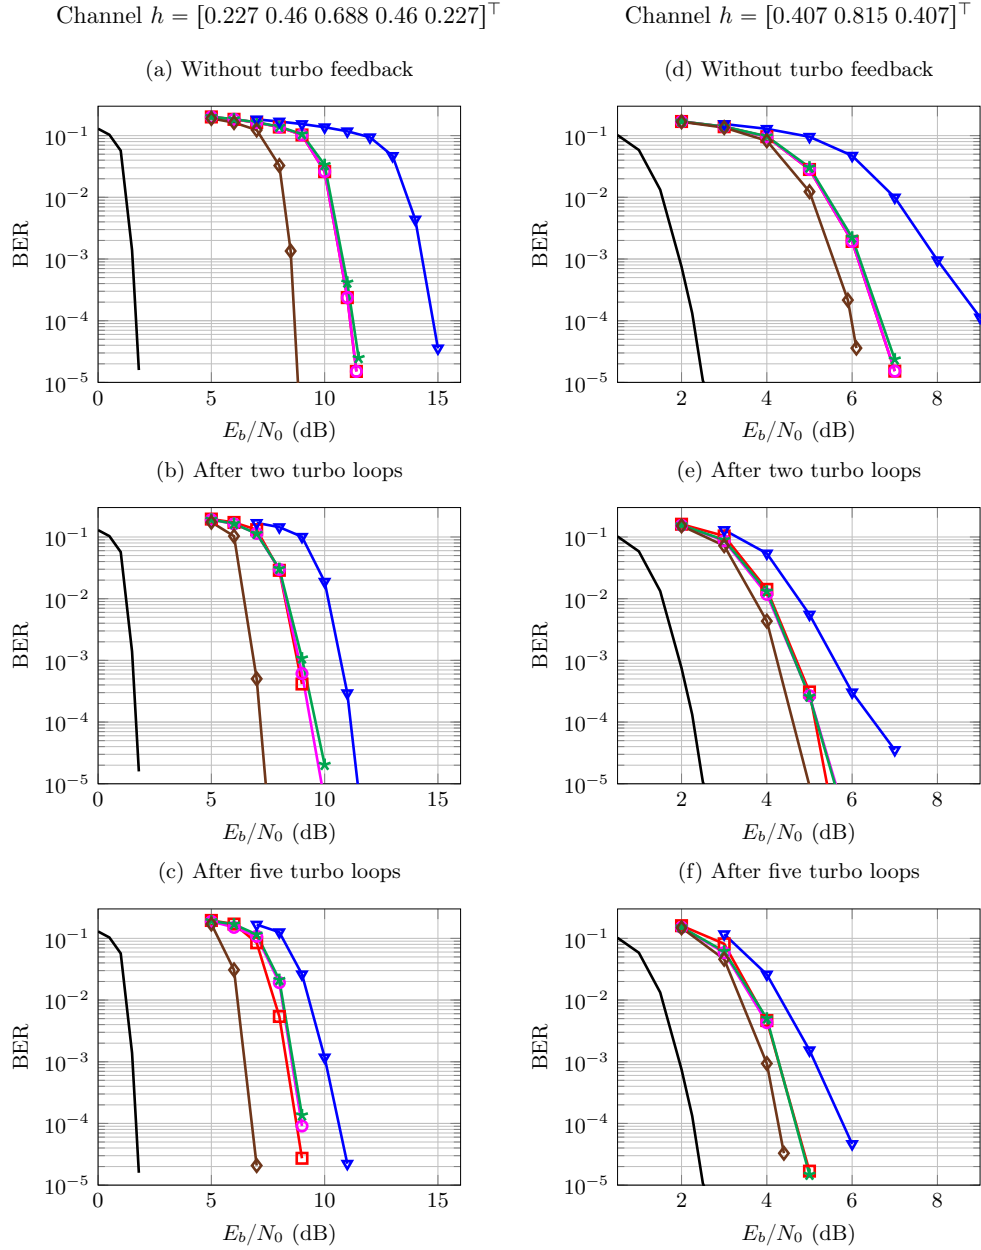 Channel h = [0.227 0.46 0.688 0.46 0.227]⊤
Channel h = [0.407 0.815 0.407]⊤
(a) Without turbo feedback
(d) Without turbo feedback
10⁻¹
10⁻²
10⁻³
10⁻⁴
10⁻⁵
BER
0 5 10 15
E_b/N_0 (dB)
10⁻¹
10⁻²
10⁻³
10⁻⁴
10⁻⁵
BER
2 4 6 8
E_b/N_0 (dB)
(b) After two turbo loops
(e) After two turbo loops
10⁻¹
10⁻²
10⁻³
10⁻⁴
10⁻⁵
BER
0 5 10 15
E_b/N_0 (dB)
10⁻¹
10⁻²
10⁻³
10⁻⁴
10⁻⁵
BER
2 4 6 8
E_b/N_0 (dB)
(c) After five turbo loops
(f) After five turbo loops
10⁻¹
10⁻²
10⁻³
10⁻⁴
10⁻⁵
BER
0 5 10 15
E_b/N_0 (dB)
10⁻¹
10⁻²
10⁻³
10⁻⁴
10⁻⁵
BER
2 4 6 8
E_b/N_0 (dB)